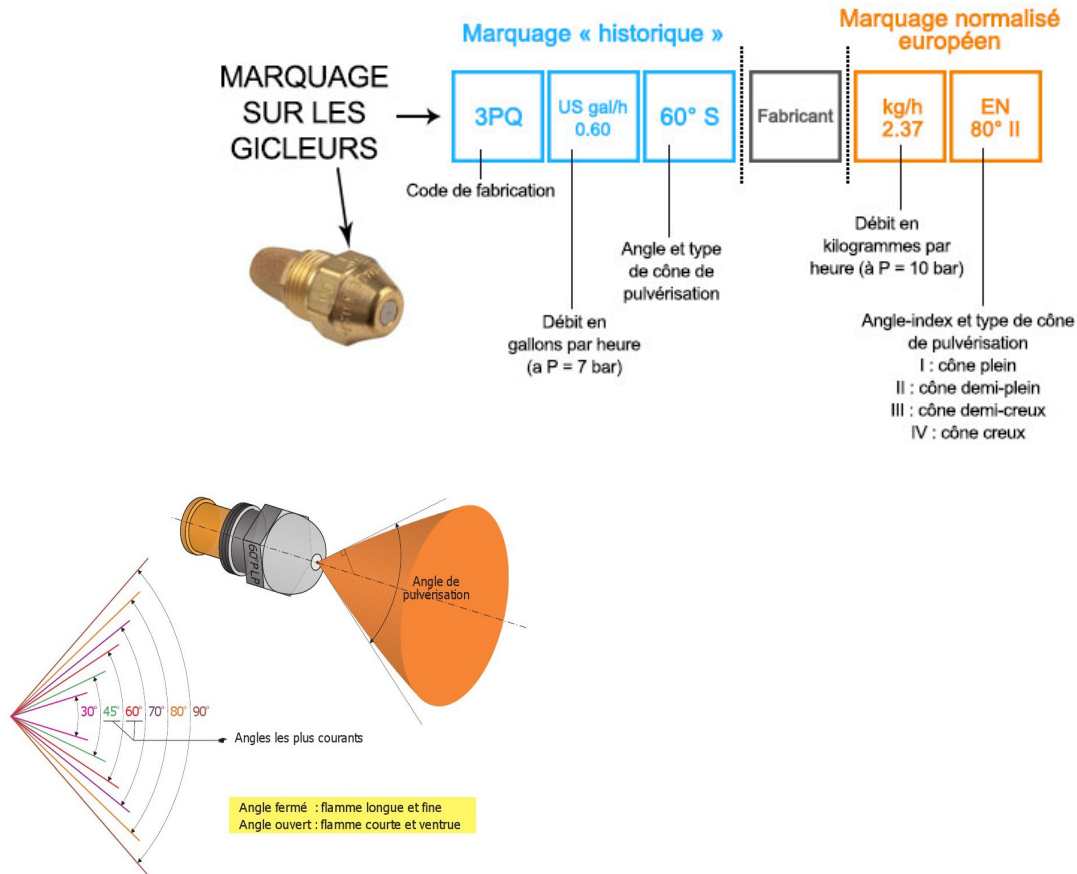 Marquage « historique »
Marquage normalisé
européen
MARQUAGE
SUR LES
GICLEURS
3PQ
US gal/h
0.60
60° S
Fabricant
kg/h
2.37
EN
80° II
Code de fabrication
Débit en
gallons par heure
(a P = 7 bar)
Angle et type
de cône de
pulvérisation
Débit en
kilogrammes par
heure (à P = 10 bar)
Angle-index et type de cône
de pulvérisation
I : cône plein
II : cône demi-plein
III : cône demi-creux
IV : cône creux
60°P LP
Angle de
pulvérisation
30° 45° 60° 70° 80° 90°
Angles les plus courants
Angle fermé : flamme longue et fine
Angle ouvert : flamme courte et ventrue